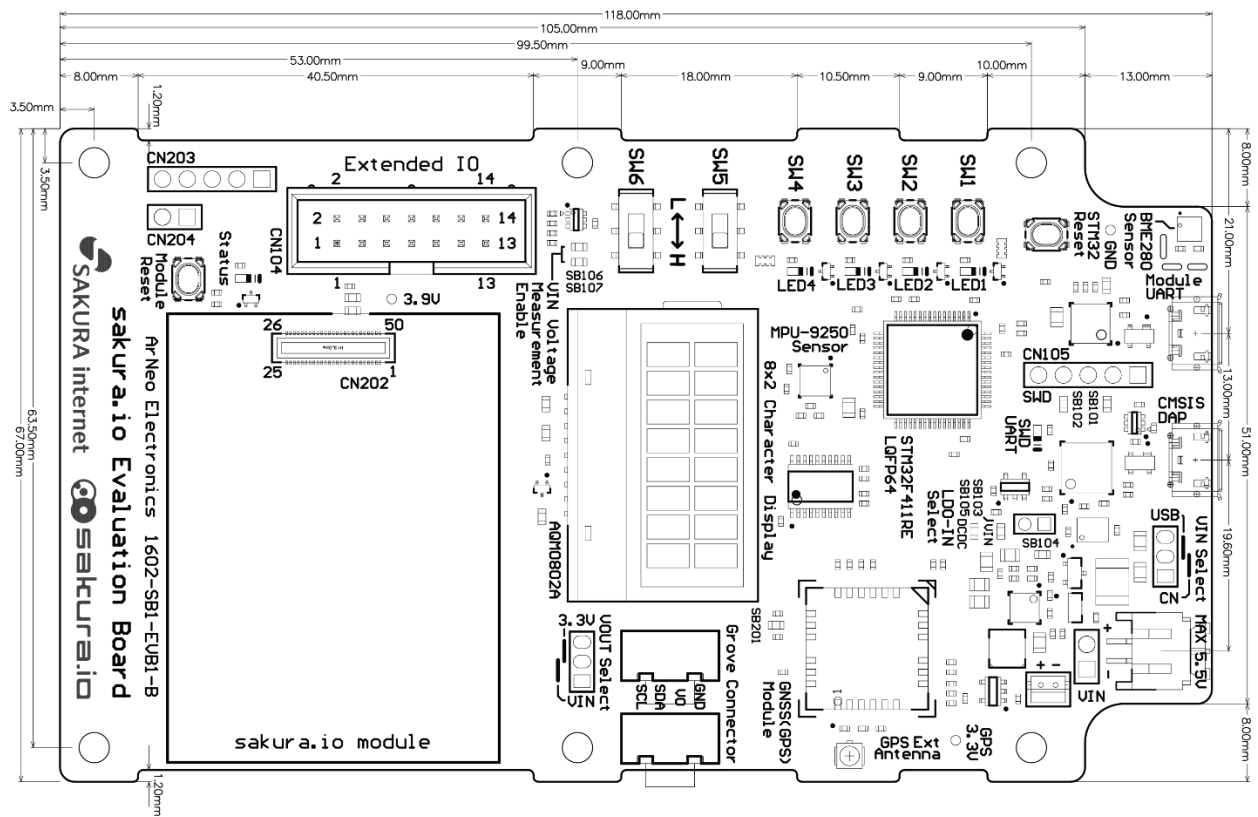 118.00mm
105.00mm
99.50mm
53.00mm
8.00mm
40.50mm
9.00mm
18.00mm
10.50mm
9.00mm
10.00mm
13.00mm
3.50mm
1.20mm
3.50mm
63.50mm
67.00mm
1.20mm
8.00mm
21.00mm
13.00mm
51.00mm
19.60mm
8.00mm
CN203
CN204
Module
Reset
Status
Extended IO
2
14
2
14
1
13
1
13
CN104
3.9V
26
50
25
1
CN202
H=3.0mm
SAKURA internet
sakura.io
sakura.io Evaluation Board
ArNeo Electronics 1602-SB1-EVB1-B
sakura.io module
SB106
SB107
VIN Voltage
Measurement
Enable
SW6
SW5
L
H
SW4
SW3
SW2
SW1
LED4
LED3
LED2
LED1
STM32
Reset
GND
BME280
Sensor
Module
UART
MPU-9250
Sensor
8x2 Character Display
AQM0802A
STM32F411RE
LQFP64
CN105
SWD
SB101
SB102
SWD
UART
CMSIS
DAP
LDO-IN
Select
SB103
SB105
VIN
DCDC
SB104
USB
VIN Select
CN
MAX 5.5V
+
-
VIN
+ -
SB201
3.3V
VOUT Select
VIN
SCL
SDA
VO
GND
Grove Connector
GNSS(GPS)
Module
1
GPS Ext
Antenna
GPS
3.3V